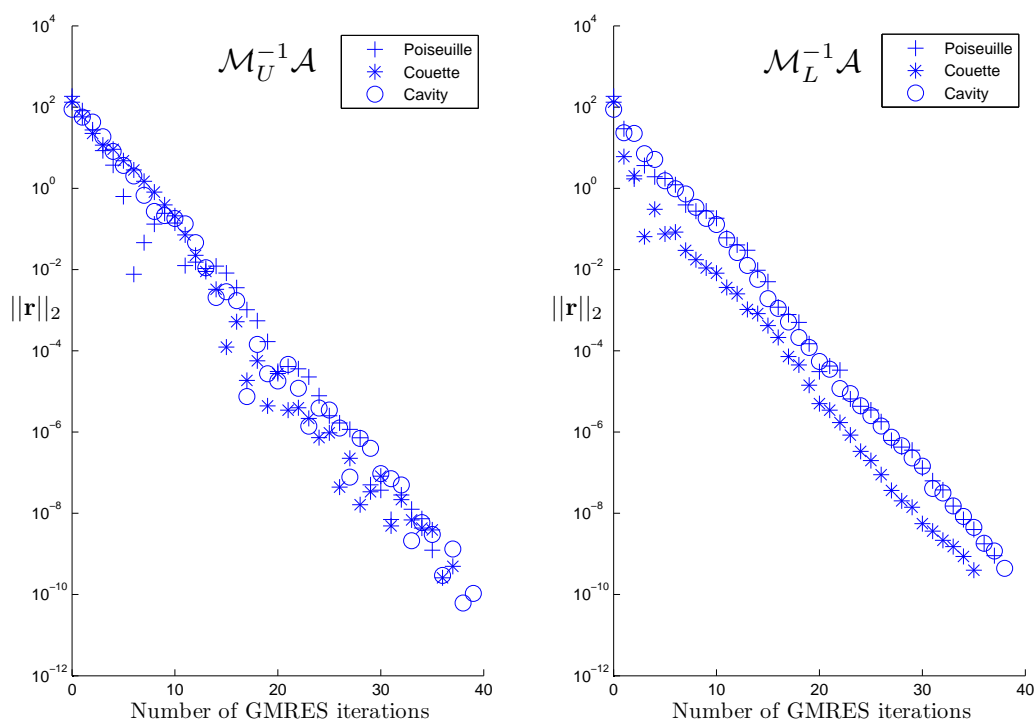 𝓜_U^{-1}𝓐
Poiseuille
Couette
Cavity
10^4
10^2
10^0
10^{-2}
||r||_2
10^{-4}
10^{-6}
10^{-8}
10^{-10}
10^{-12}
0 10 20 30 40
Number of GMRES iterations
𝓜_L^{-1}𝓐
Poiseuille
Couette
Cavity
10^4
10^2
10^0
10^{-2}
||r||_2
10^{-4}
10^{-6}
10^{-8}
10^{-10}
10^{-12}
0 10 20 30 40
Number of GMRES iterations